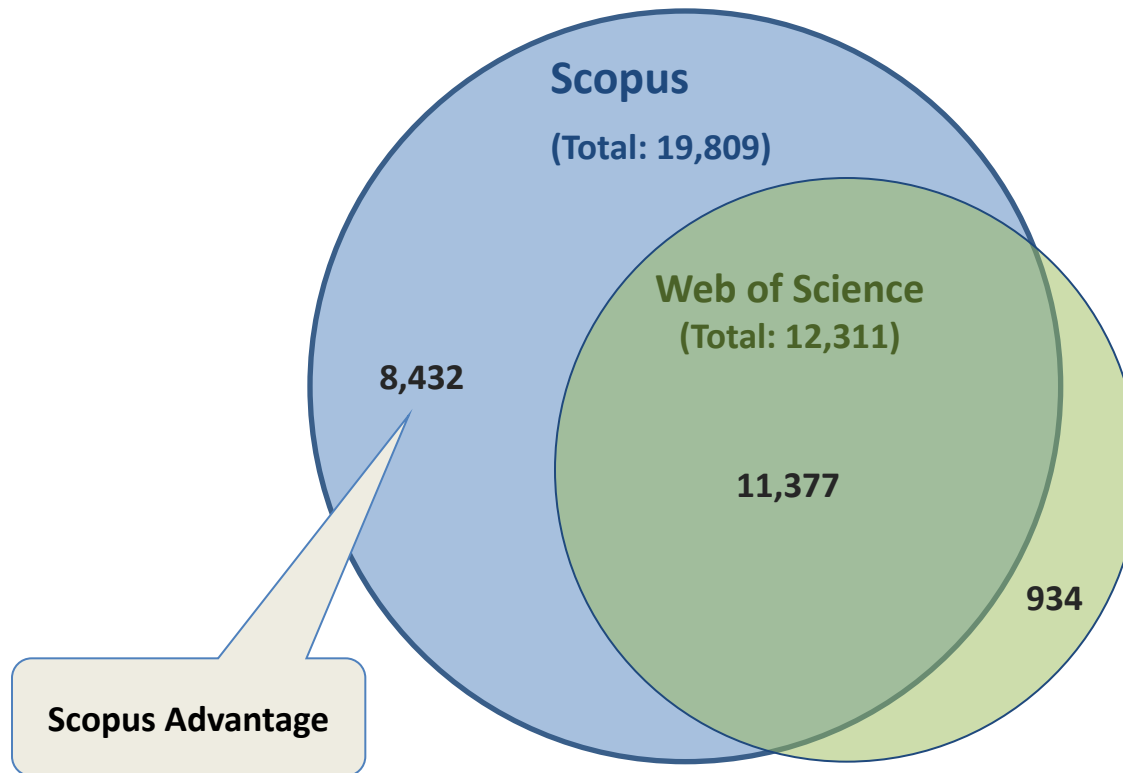 Scopus
(Total: 19,809)
Web of Science
(Total: 12,311)
8,432
11,377
934
Scopus Advantage